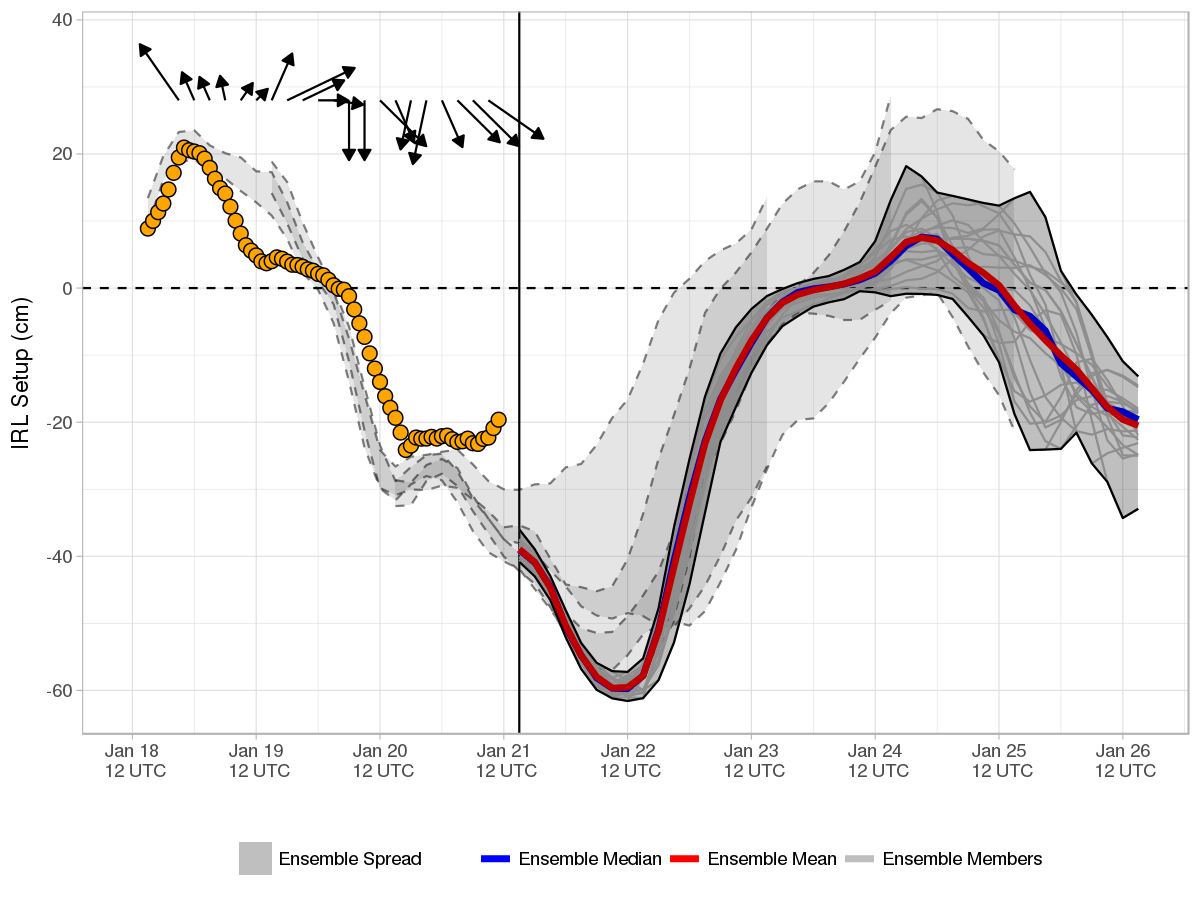 IRL Setup (cm)
40
20
0
-20
-40
-60
Jan 18
12 UTC
Jan 19
12 UTC
Jan 20
12 UTC
Jan 21
12 UTC
Jan 22
12 UTC
Jan 23
12 UTC
Jan 24
12 UTC
Jan 25
12 UTC
Jan 26
12 UTC
Ensemble Spread
Ensemble Median
Ensemble Mean
Ensemble Members